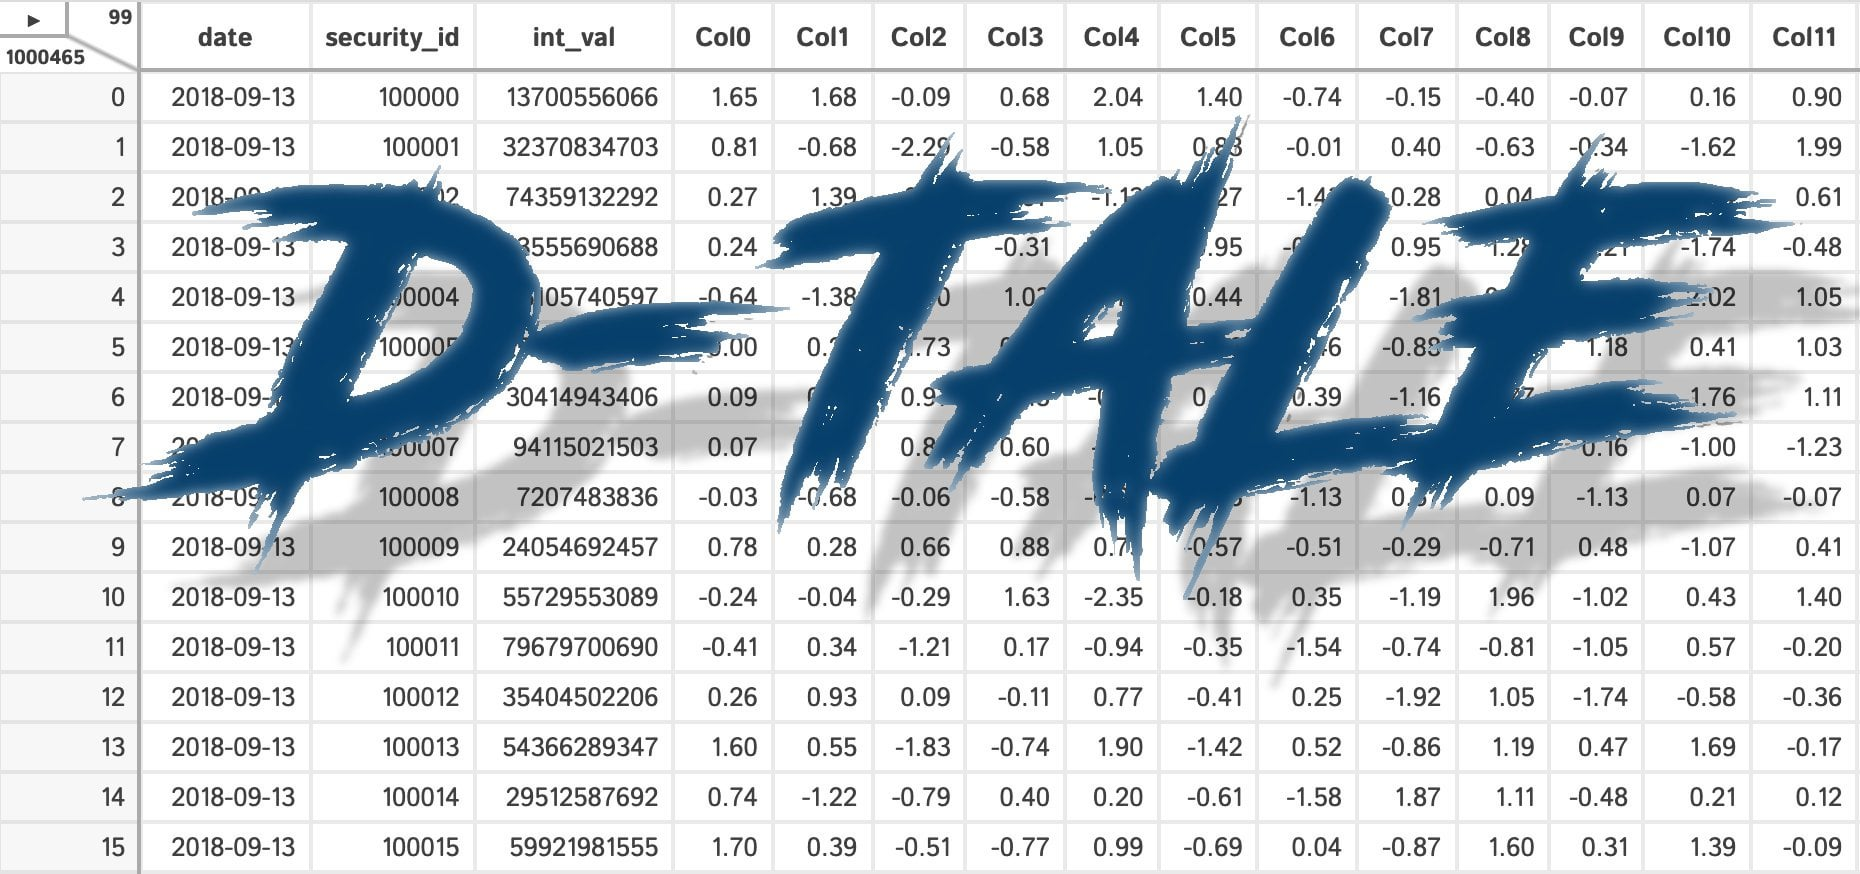 ▶ 99
1000465 date security_id int_val Col0 Col1 Col2 Col3 Col4 Col5 Col6 Col7 Col8 Col9 Col10 Col11
0 2018-09-13 100000 13700556066 1.65 1.68 -0.09 0.68 2.04 1.40 -0.74 -0.15 -0.40 -0.07 0.16 0.90
1 2018-09-13 100001 32370834703 0.81 -0.68 -2.29 -0.58 1.05 -0.01 0.40 -0.63 -0.34 -1.62 1.99
2 74359132292 0.27 1.39 0.28 0.04 0.61
3 2018-09-13 0.24 -0.31 0.95 -1.74 -0.48
4 2018-09-13 -0.64 -1.38 0.44 -1.81 1.05
5 2018-09-13 -0.88 1.18 0.41 1.03
6 30414943406 0.09 -1.16 1.11
7 94115021503 0.07 0.60 0.16 -1.00 -1.23
8 100008 7207483836 -0.03 -0.68 -0.06 -0.58 -1.13 0.09 -1.13 0.07 -0.07
9 2018-09-13 100009 24054692457 0.78 0.28 0.66 0.88 -0.57 -0.51 -0.29 -0.71 0.48 -1.07 0.41
10 2018-09-13 100010 55729553089 -0.24 -0.04 -0.29 1.63 -2.35 -0.18 0.35 -1.19 1.96 -1.02 0.43 1.40
11 2018-09-13 100011 79679700690 -0.41 0.34 -1.21 0.17 -0.94 -0.35 -1.54 -0.74 -0.81 -1.05 0.57 -0.20
12 2018-09-13 100012 35404502206 0.26 0.93 0.09 -0.11 0.77 -0.41 0.25 -1.92 1.05 -1.74 -0.58 -0.36
13 2018-09-13 100013 54366289347 1.60 0.55 -1.83 -0.74 1.90 -1.42 0.52 -0.86 1.19 0.47 1.69 -0.17
14 2018-09-13 100014 29512587692 0.74 -1.22 -0.79 0.40 0.20 -0.61 -1.58 1.87 1.11 -0.48 0.21 0.12
15 2018-09-13 100015 59921981555 1.70 0.39 -0.51 -0.77 0.99 -0.69 0.04 -0.87 1.60 0.31 1.39 -0.09
D-TALE